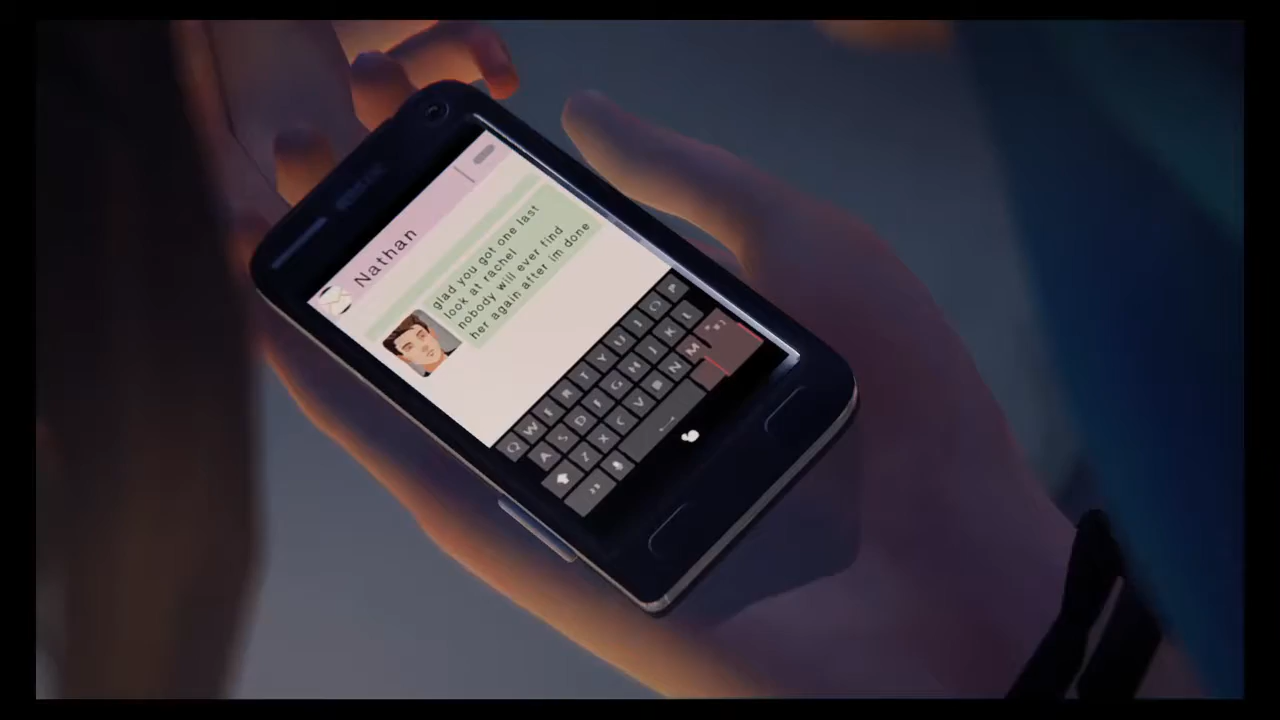 Nathan
glad you got one last
look at rachel
nobody will ever find
her again after im done
Q W E R T Y U I O P
A S D F G H J K L
Z X C V B N M